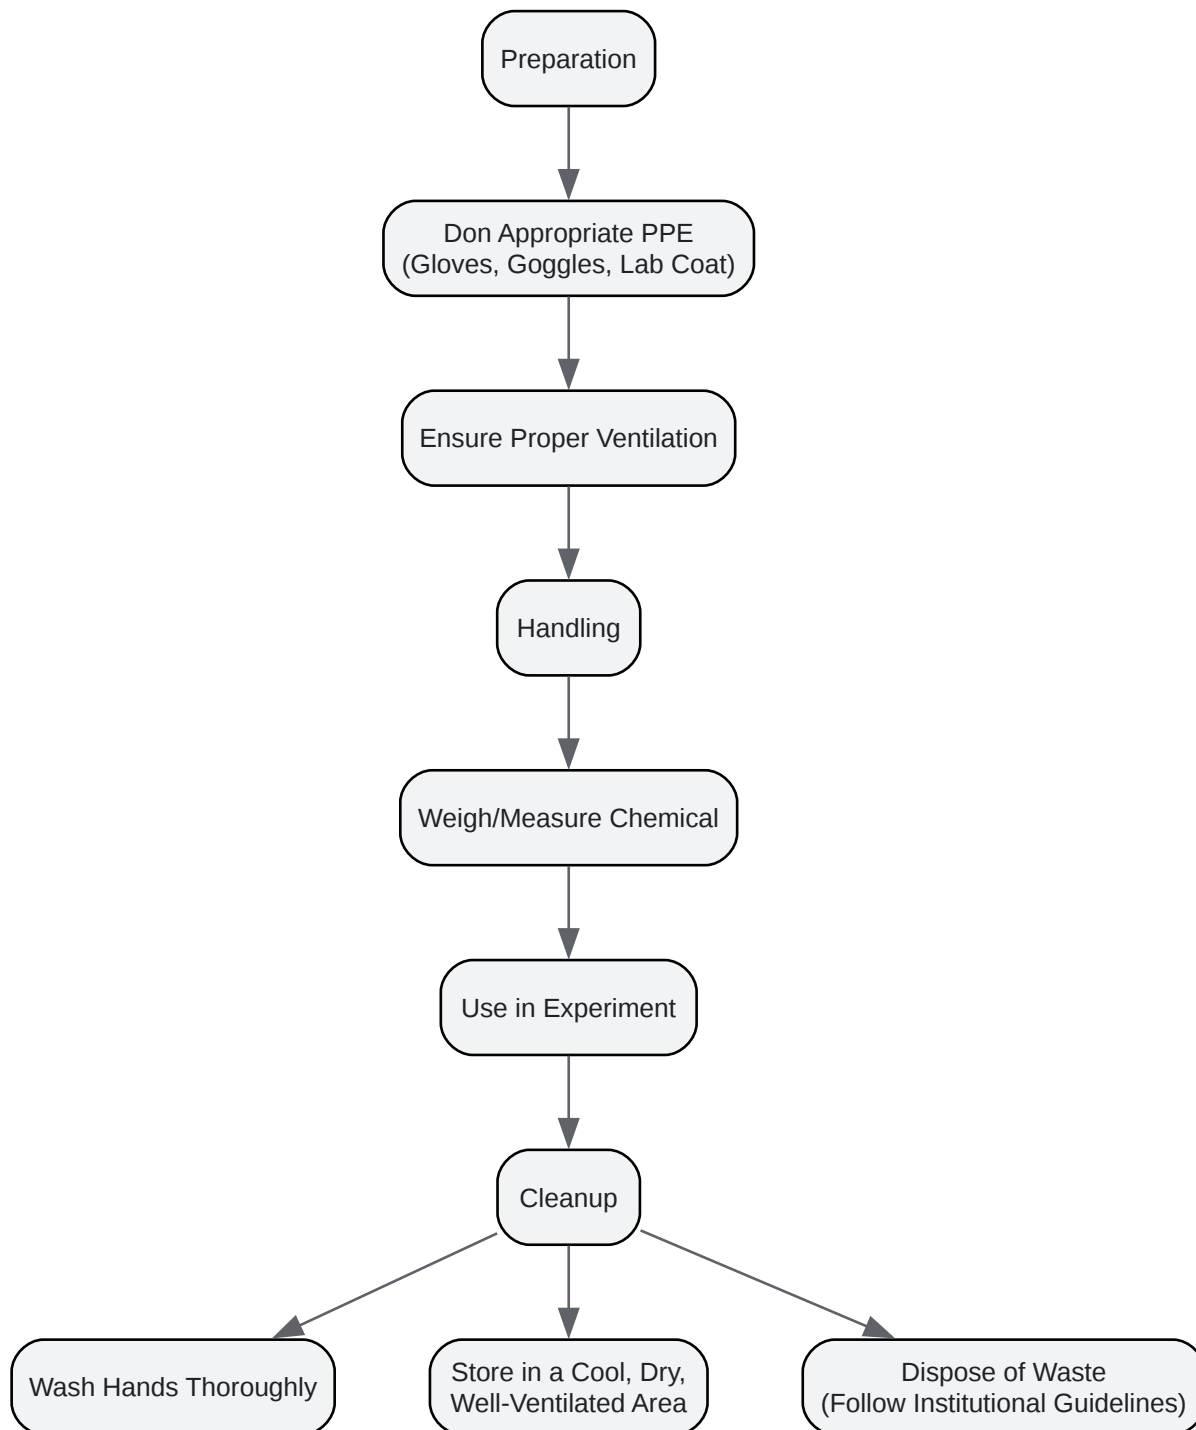 Preparation
Don Appropriate PPE
(Gloves, Goggles, Lab Coat)
Ensure Proper Ventilation
Handling
Weigh/Measure Chemical
Use in Experiment
Cleanup
Wash Hands Thoroughly
Store in a Cool, Dry,
Well-Ventilated Area
Dispose of Waste
(Follow Institutional Guidelines)